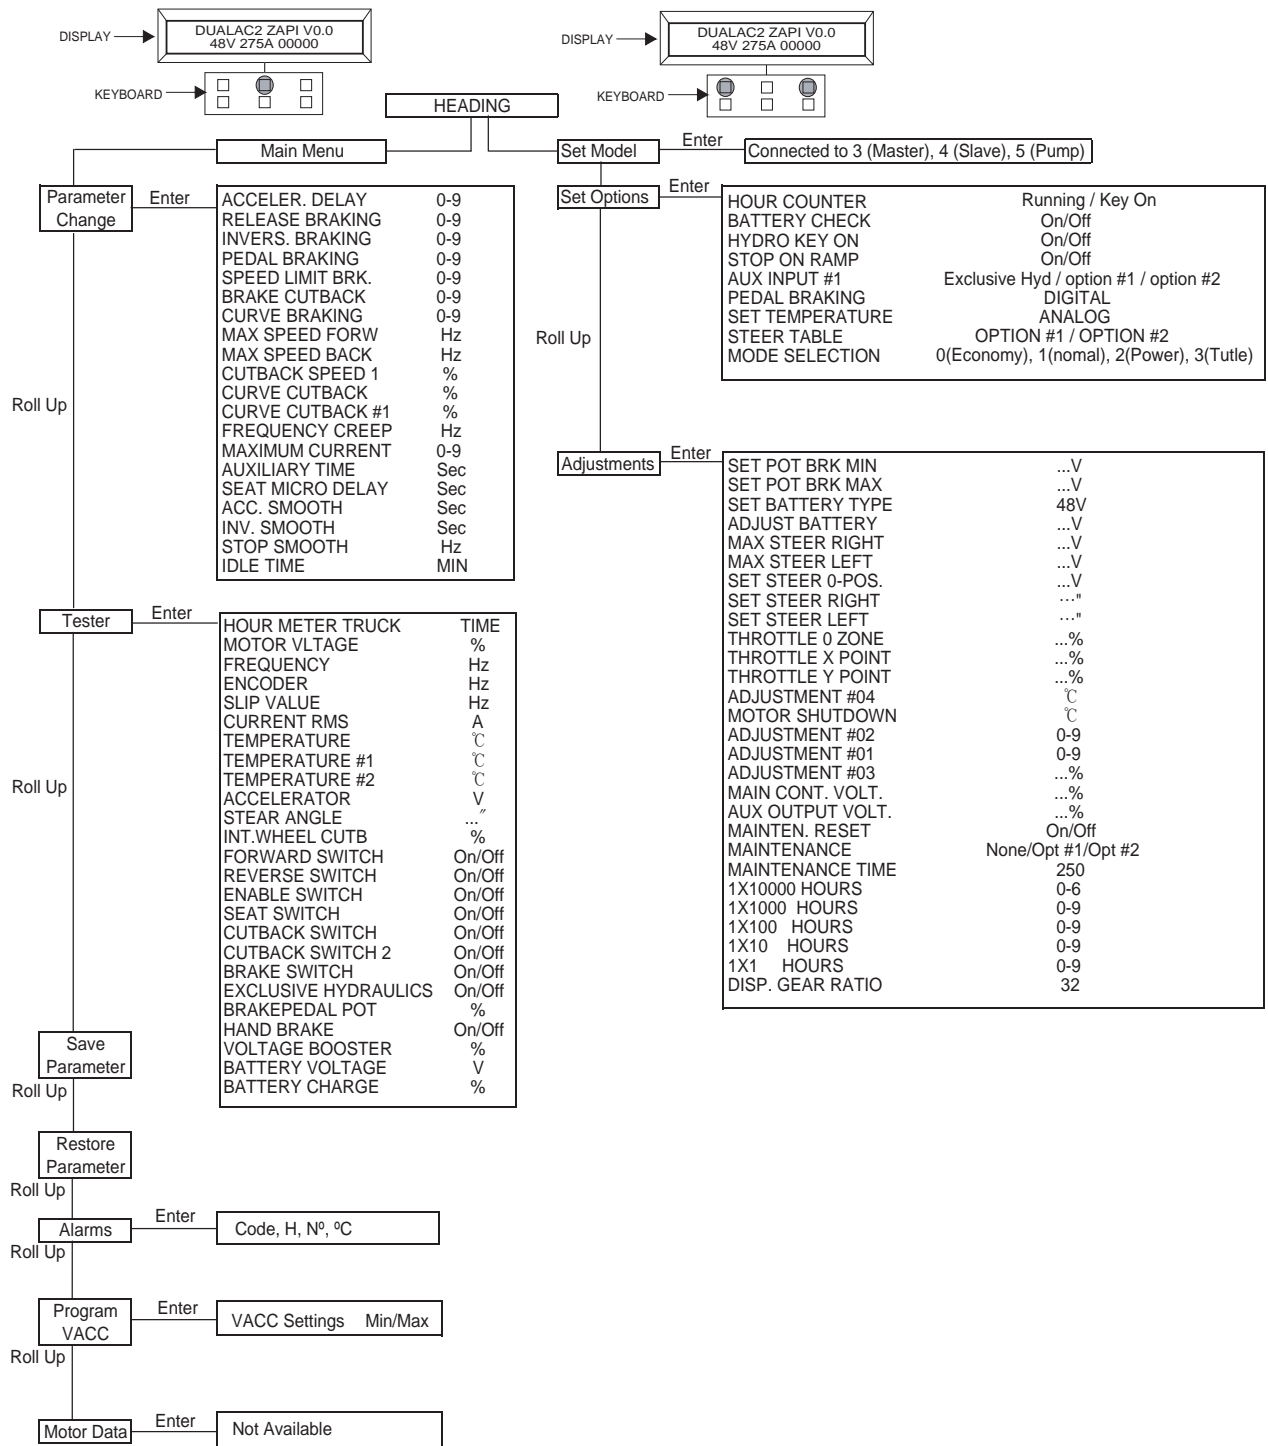 DISPLAY
DUALAC2 ZAPI V0.0
48V 275A 00000
KEYBOARD
DISPLAY
DUALAC2 ZAPI V0.0
48V 275A 00000
KEYBOARD
HEADING
Main Menu
Set Model
Enter
Connected to 3 (Master), 4 (Slave), 5 (Pump)
Parameter
Change
Enter
ACCELER. DELAY 0-9
RELEASE BRAKING 0-9
INVERS. BRAKING 0-9
PEDAL BRAKING 0-9
SPEED LIMIT BRK. 0-9
BRAKE CUTBACK 0-9
CURVE BRAKING 0-9
MAX SPEED FORW Hz
MAX SPEED BACK Hz
CUTBACK SPEED 1 %
CURVE CUTBACK %
CURVE CUTBACK #1 %
FREQUENCY CREEP Hz
MAXIMUM CURRENT 0-9
AUXILIARY TIME Sec
SEAT MICRO DELAY Sec
ACC. SMOOTH Sec
INV. SMOOTH Sec
STOP SMOOTH Hz
IDLE TIME MIN
Set Options
Enter
HOUR COUNTER Running / Key On
BATTERY CHECK On/Off
HYDRO KEY ON On/Off
STOP ON RAMP On/Off
AUX INPUT #1 Exclusive Hyd / option #1 / option #2
PEDAL BRAKING DIGITAL
SET TEMPERATURE ANALOG
STEER TABLE OPTION #1 / OPTION #2
MODE SELECTION 0(Economy), 1(nomal), 2(Power), 3(Tutle)
Roll Up
Roll Up
Adjustments
Enter
SET POT BRK MIN ...V
SET POT BRK MAX ...V
SET BATTERY TYPE 48V
ADJUST BATTERY ...V
MAX STEER RIGHT ...V
MAX STEER LEFT ...V
SET STEER 0-POS. ...V
SET STEER RIGHT ···"
SET STEER LEFT ···"
THROTTLE 0 ZONE ...%
THROTTLE X POINT ...%
THROTTLE Y POINT ...%
ADJUSTMENT #04 ℃
MOTOR SHUTDOWN ℃
ADJUSTMENT #02 0-9
ADJUSTMENT #01 0-9
ADJUSTMENT #03 ...%
MAIN CONT. VOLT. ...%
AUX OUTPUT VOLT. ...%
MAINTEN. RESET On/Off
MAINTENANCE None/Opt #1/Opt #2
MAINTENANCE TIME 250
1X10000 HOURS 0-6
1X1000 HOURS 0-9
1X100 HOURS 0-9
1X10 HOURS 0-9
1X1 HOURS 0-9
DISP. GEAR RATIO 32
Tester
Enter
HOUR METER TRUCK TIME
MOTOR VLTAGE %
FREQUENCY Hz
ENCODER Hz
SLIP VALUE Hz
CURRENT RMS A
TEMPERATURE ℃
TEMPERATURE #1 ℃
TEMPERATURE #2 ℃
ACCELERATOR V
STEAR ANGLE ...″
INT.WHEEL CUTB %
FORWARD SWITCH On/Off
REVERSE SWITCH On/Off
ENABLE SWITCH On/Off
SEAT SWITCH On/Off
CUTBACK SWITCH On/Off
CUTBACK SWITCH 2 On/Off
BRAKE SWITCH On/Off
EXCLUSIVE HYDRAULICS On/Off
BRAKEPEDAL POT %
HAND BRAKE On/Off
VOLTAGE BOOSTER %
BATTERY VOLTAGE V
BATTERY CHARGE %
Roll Up
Save
Parameter
Roll Up
Restore
Parameter
Roll Up
Alarms
Enter
Code, H, Nº, ºC
Roll Up
Program
VACC
Enter
VACC Settings Min/Max
Roll Up
Motor Data
Enter
Not Available